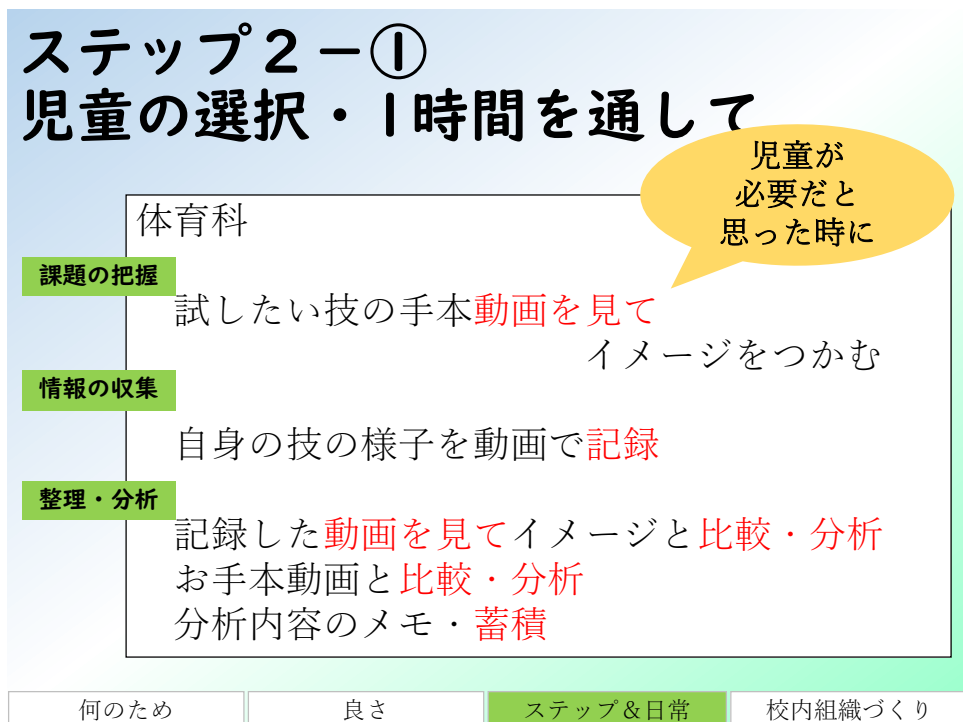 ステップ２－①
児童の選択・１時間を通して
児童が
必要だと
思った時に
体育科
課題の把握
試したい技の手本動画を見て
イメージをつかむ
情報の収集
自身の技の様子を動画で記録
整理・分析
記録した動画を見てイメージと比較・分析
お手本動画と比較・分析
分析内容のメモ・蓄積
何のため
良さ
ステップ＆日常
校内組織づくり